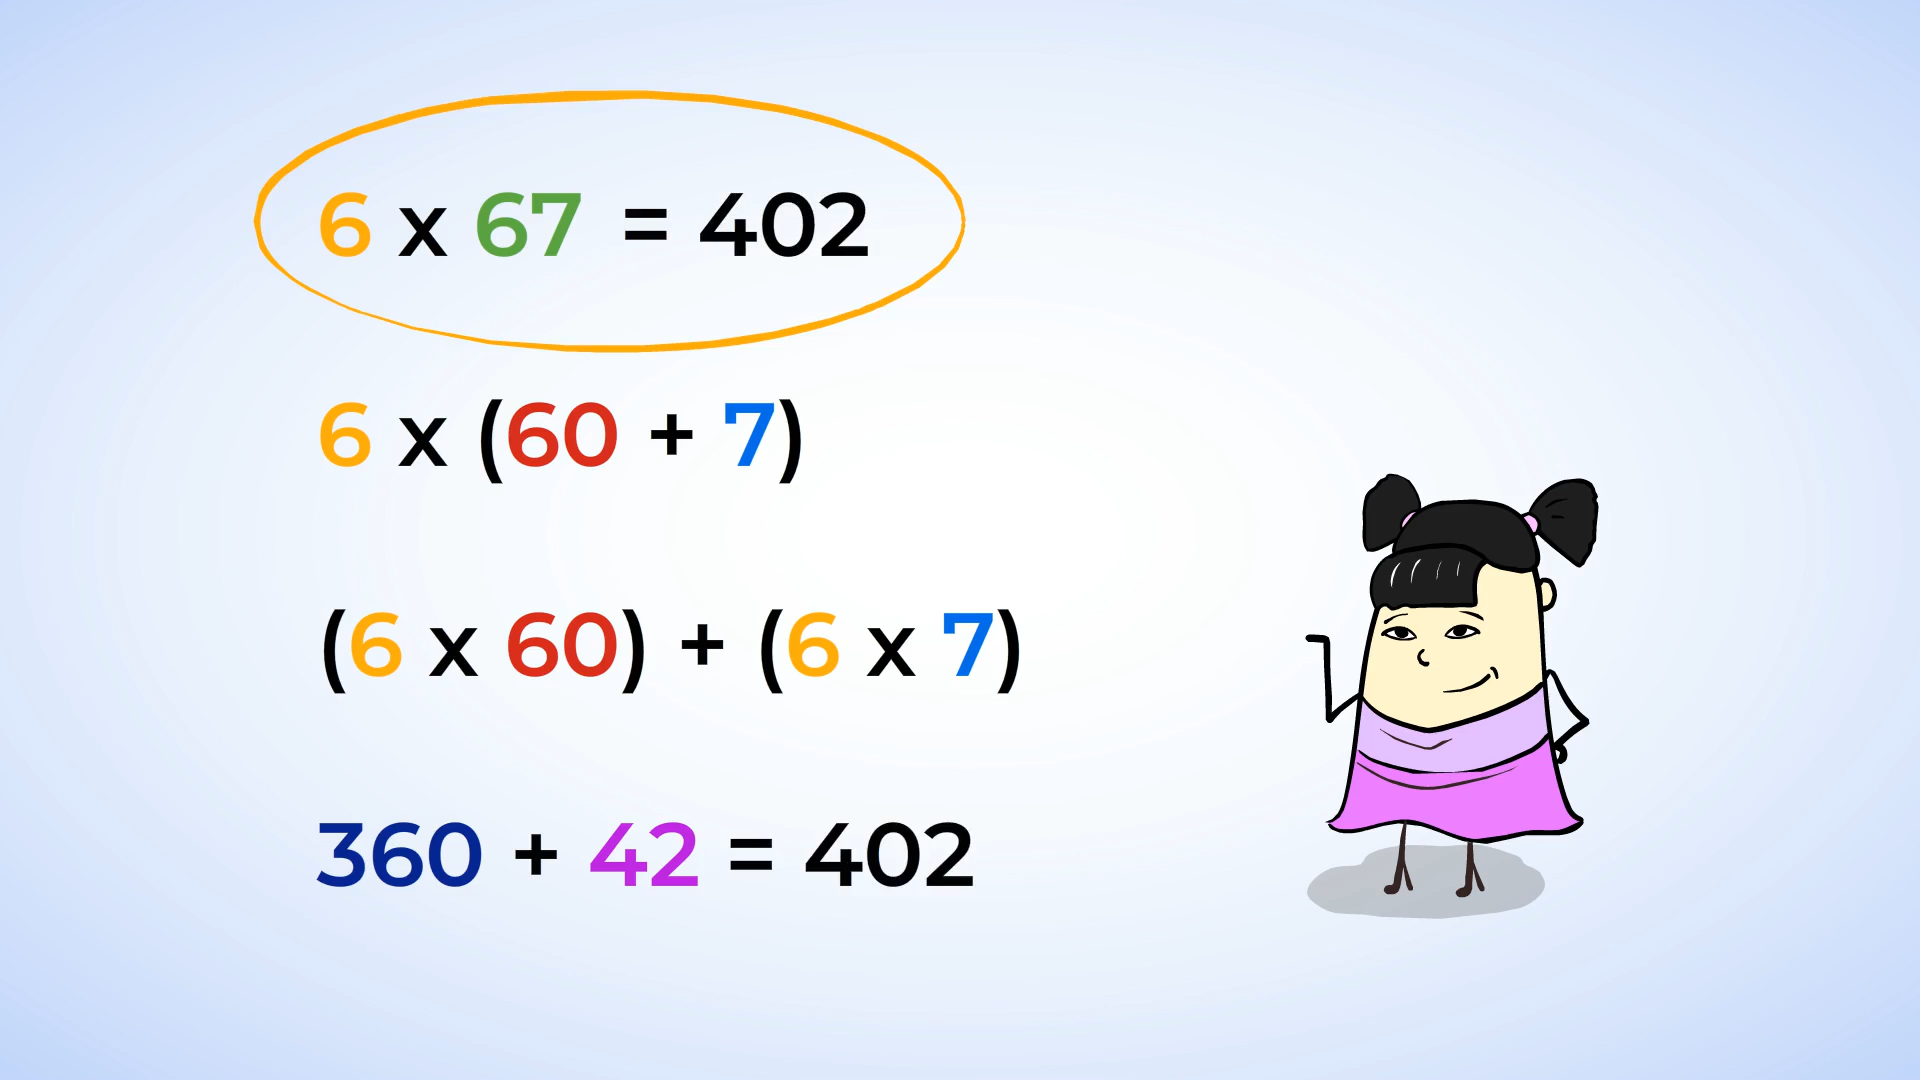 6 x 67 = 402
6 x (60 + 7)
(6 x 60) + (6 x 7)
360 + 42 = 402